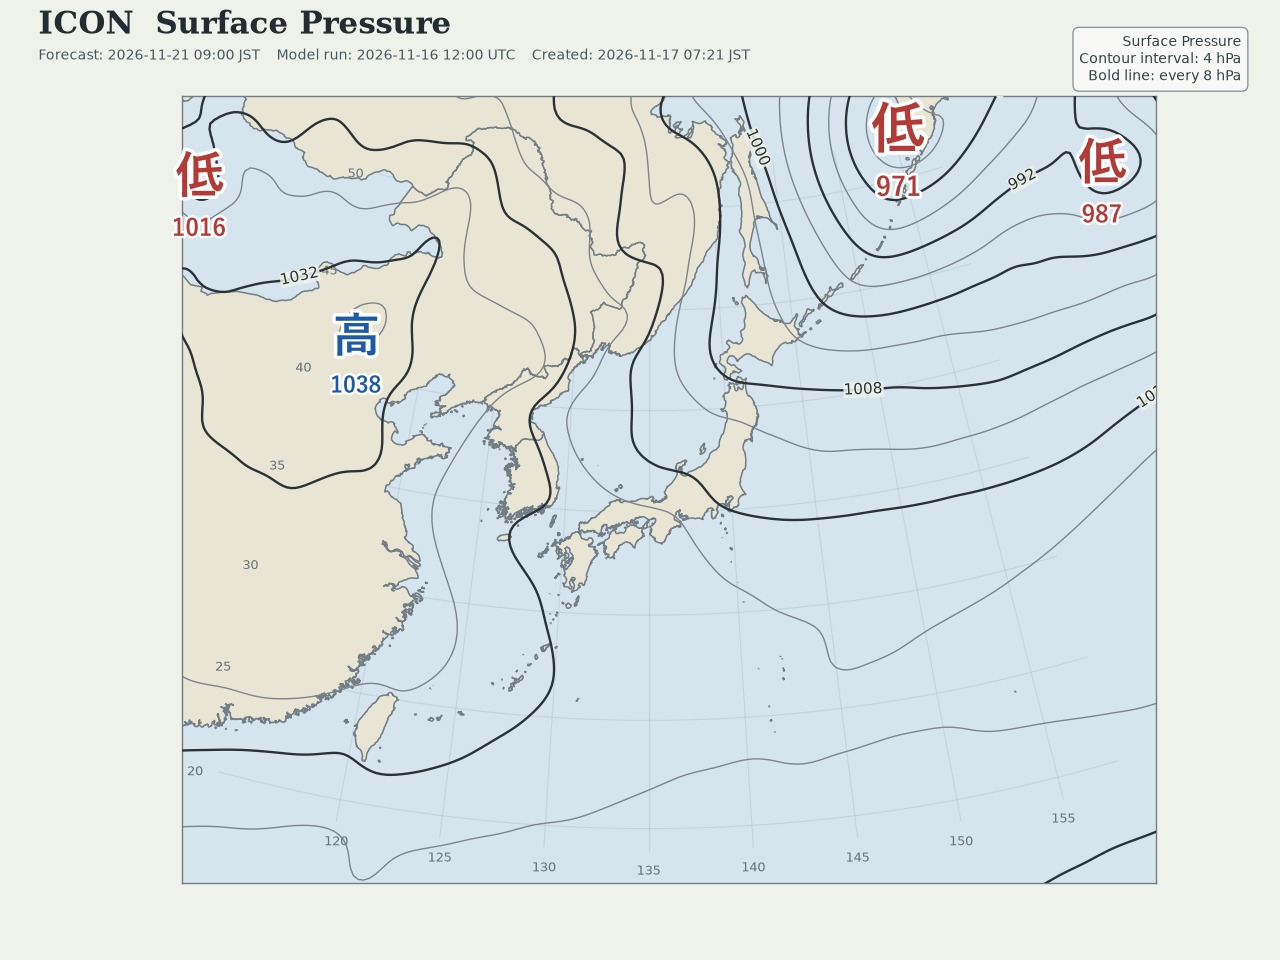 ICON  Surface Pressure
Forecast: 2026-11-21 09:00 JST    Model run: 2026-11-16 12:00 UTC    Created: 2026-11-17 07:21 JST
Surface Pressure
Contour interval: 4 hPa
Bold line: every 8 hPa
低
971
1000
低
987
992
低
1016
50
45
1032
高
1038
40
1008
35
30
25
20
120
125
130
135
140
145
150
155